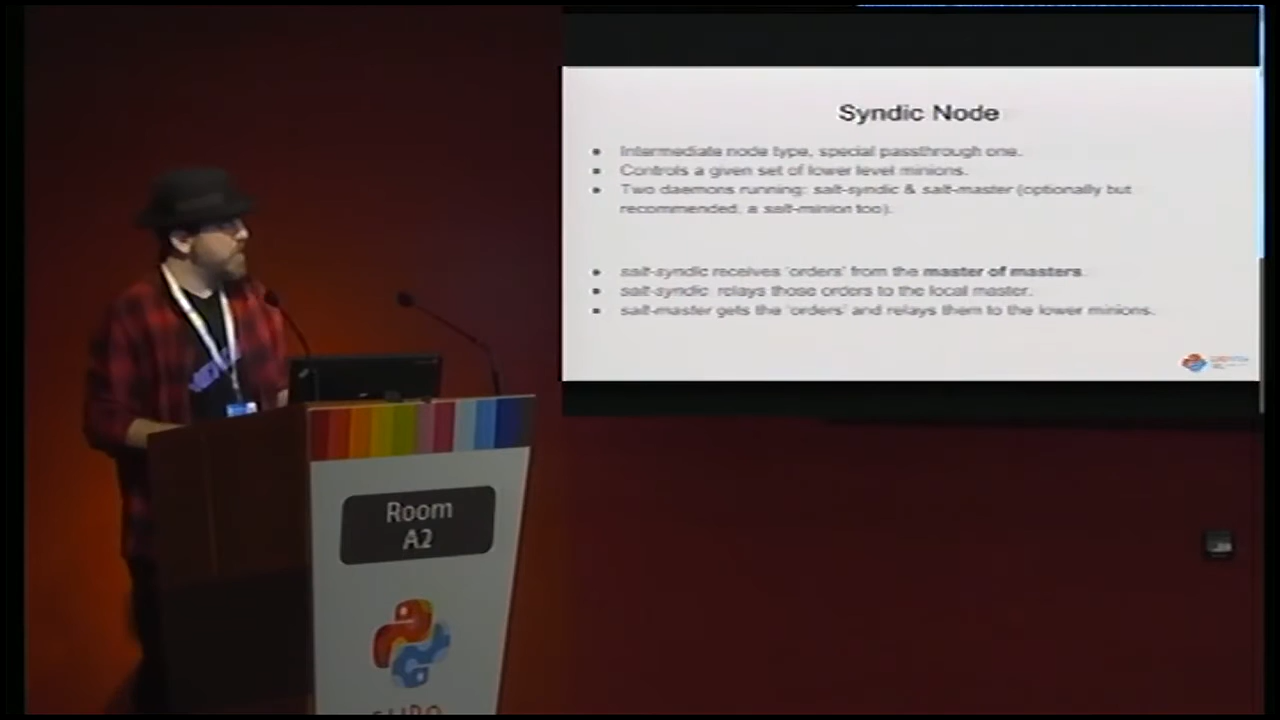 Syndic Node
● Intermediate node type, special passthrough one.
● Controls a given set of lower level minions.
● Two daemons running: salt-syndic & salt-master (optionally but
recommended, a salt-minion too).
● salt-syndic receives 'orders' from the master of masters.
● salt-syndic relays those orders to the local master.
● salt-master gets the 'orders' and relays them to the lower minions.
Room
A2
EURO